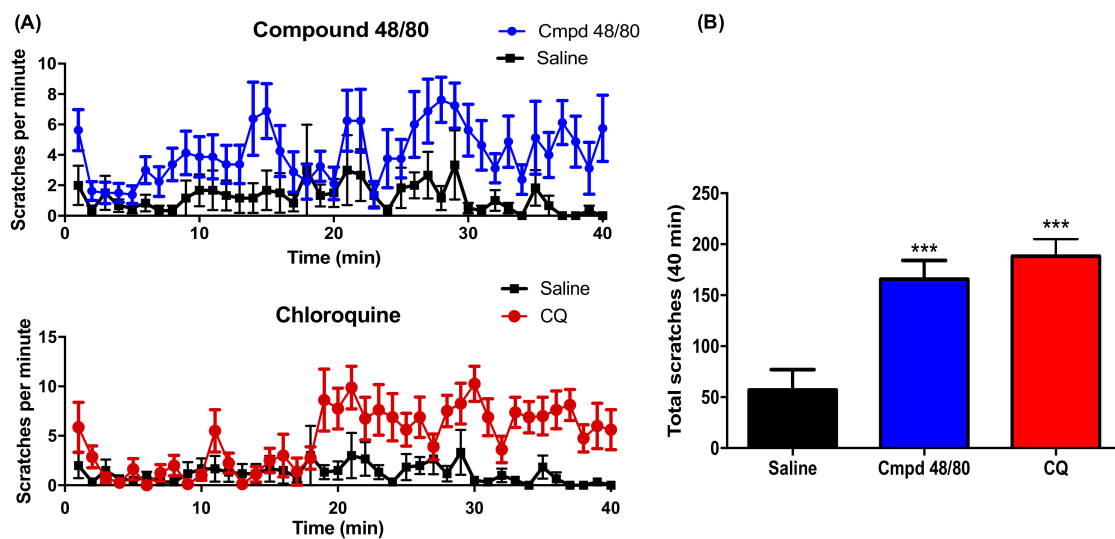 (A)
Compound 48/80
Cmpd 48/80
Saline
Scratches per minute
10
8
6
4
2
0
0 10 20 30 40
Time (min)
Chloroquine
Saline
CQ
Scratches per minute
15
10
5
0
0 10 20 30 40
Time (min)
(B)
Total scratches (40 min)
250
200
150
100
50
0
***
***
Saline Cmpd 48/80 CQ